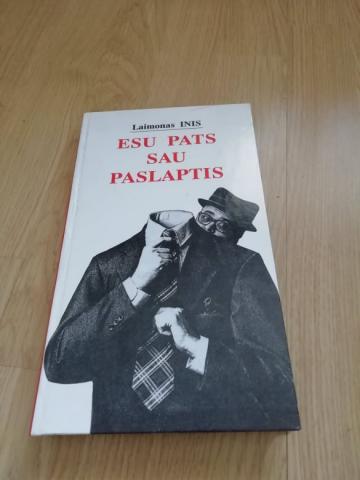 Laimonas INIS
ESU PATS
SAU
PASLAPTIS